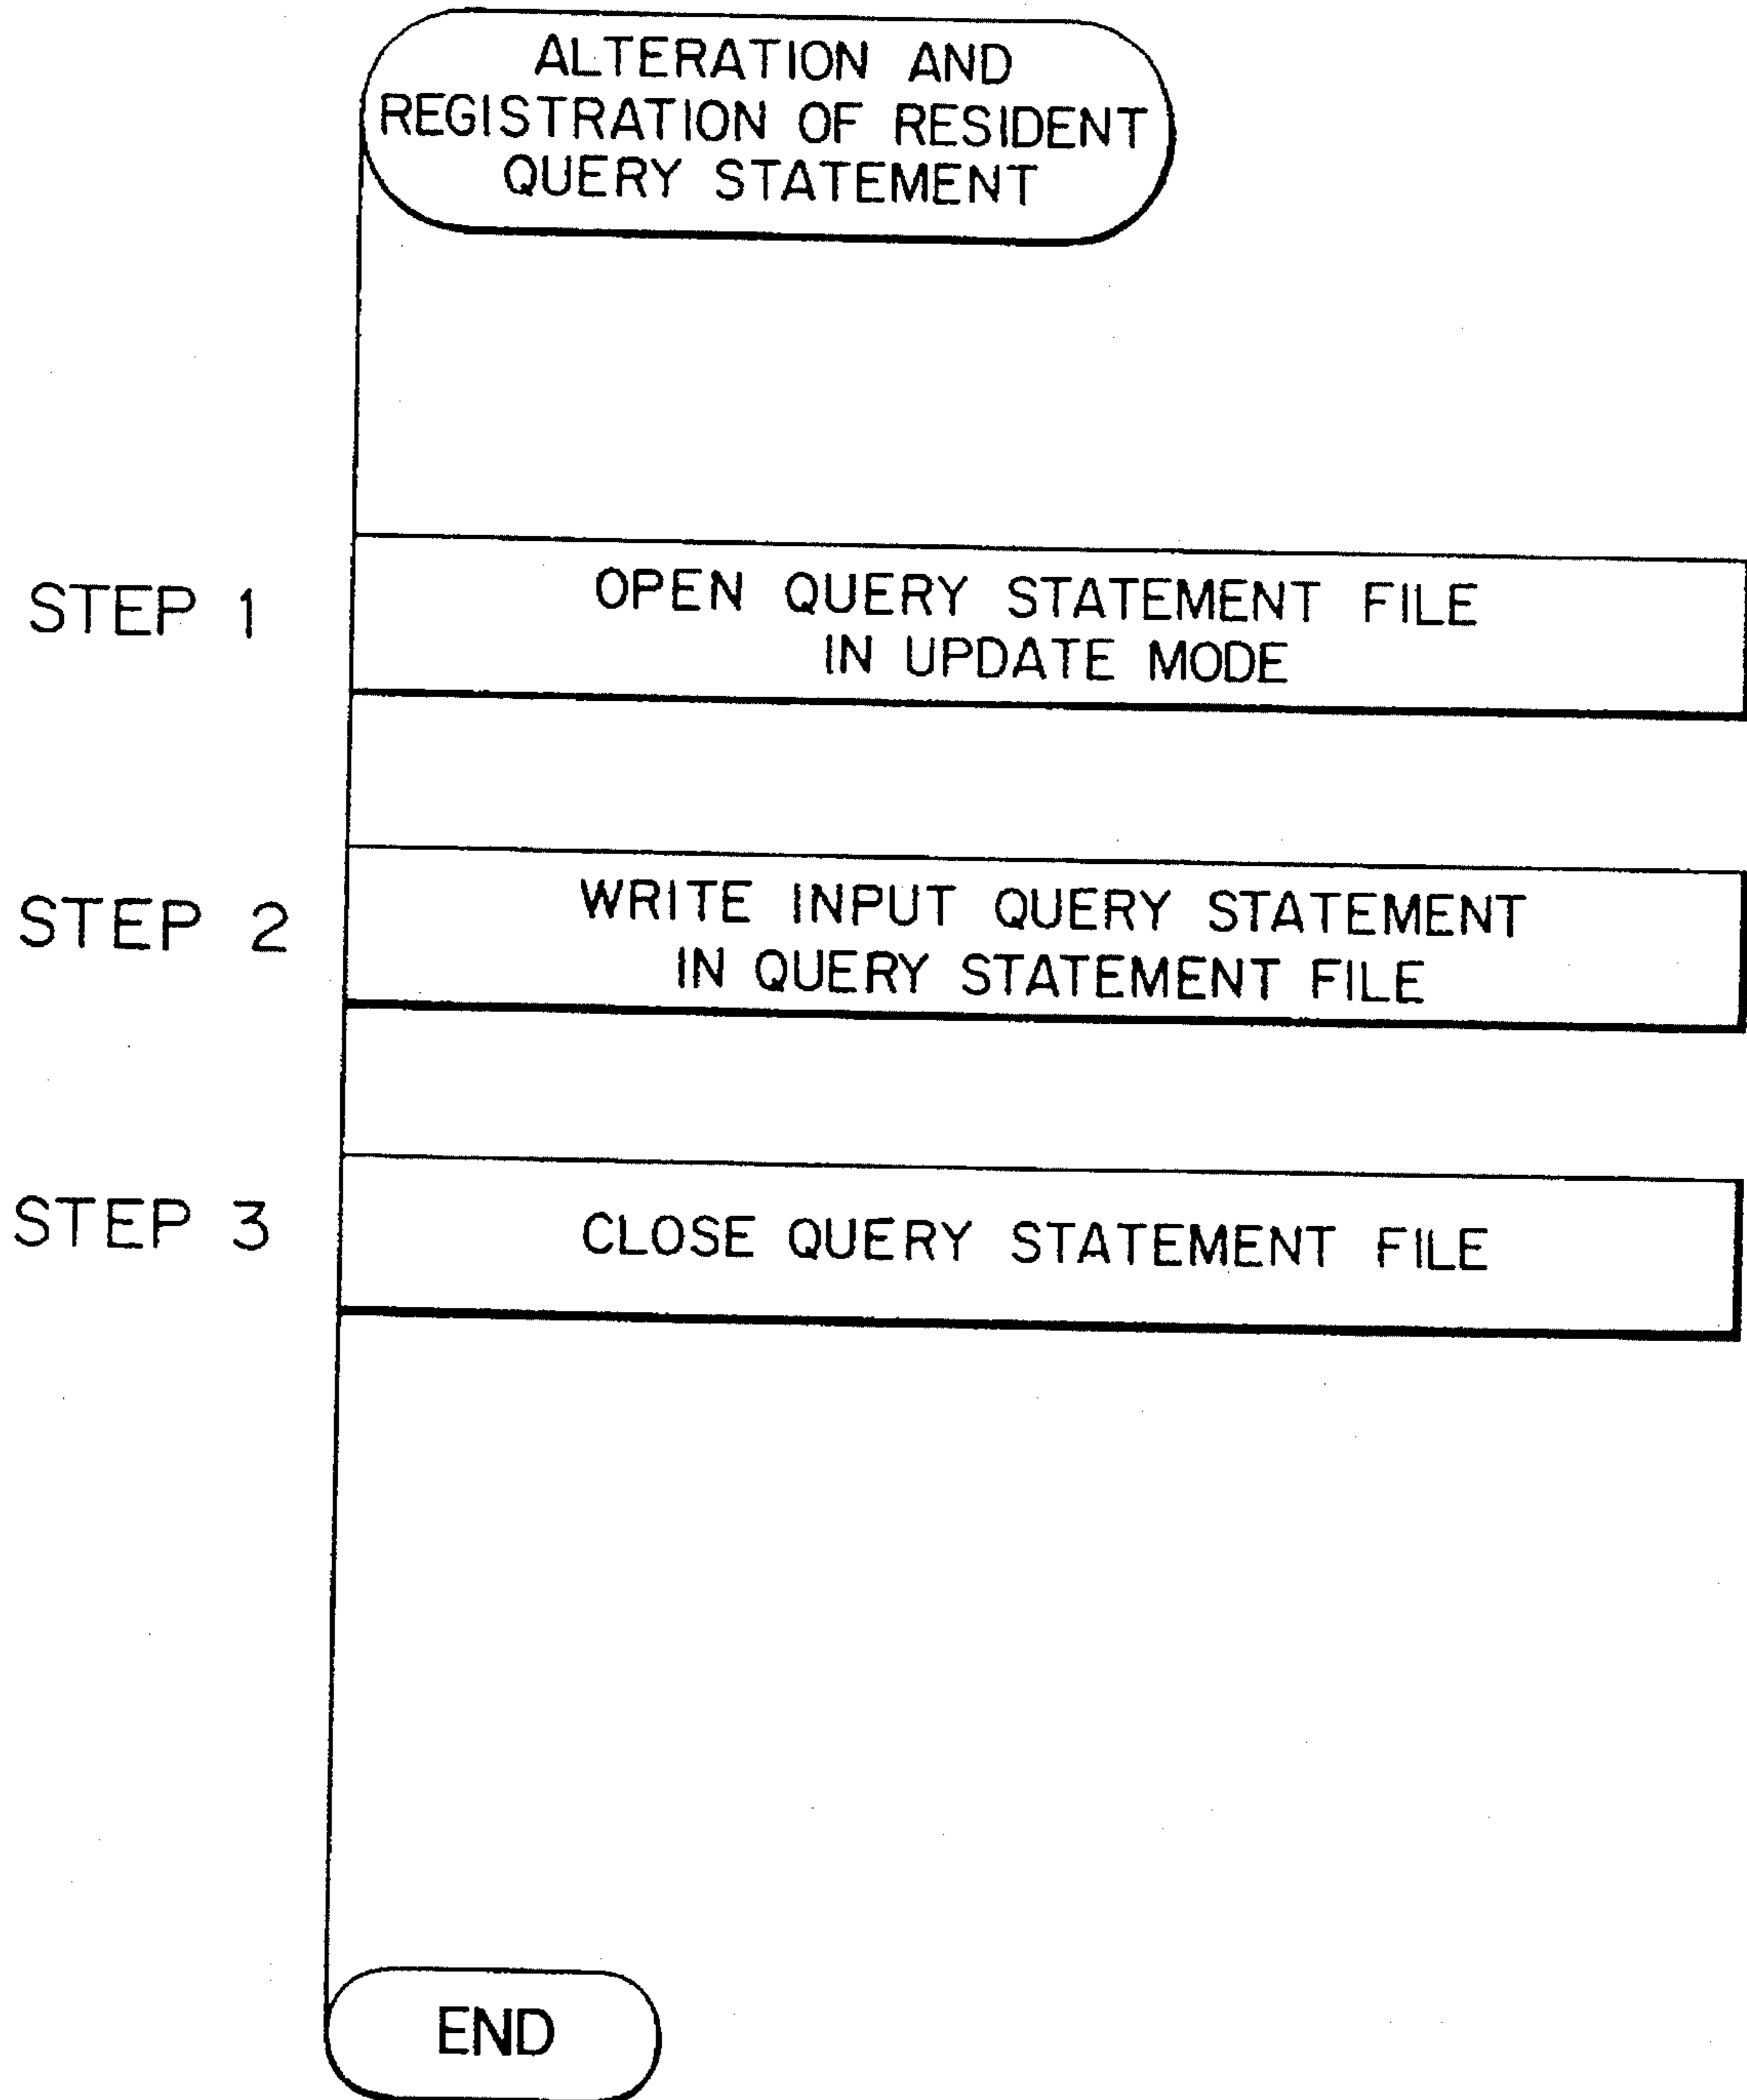 ALTERATION AND
REGISTRATION OF RESIDENT
QUERY STATEMENT
STEP 1
OPEN QUERY STATEMENT FILE
IN UPDATE MODE
STEP 2
WRITE INPUT QUERY STATEMENT
IN QUERY STATEMENT FILE
STEP 3
CLOSE QUERY STATEMENT FILE
END